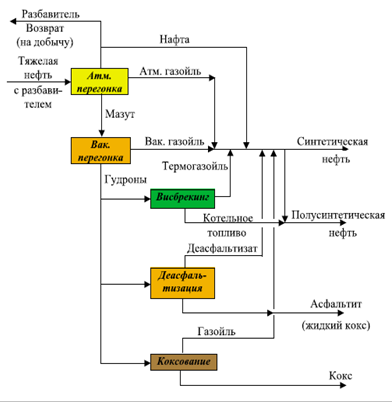 Разбавитель
Возврат
(на добычу)
Нафта
Тяжелая
нефть
с разбави-
телем
Атм.
перегонка
Атм. газойль
Мазут
Вак.
перегонка
Вак. газойль
Синтетическая
нефть
Термогазойль
Гудроны
Висбрекинг
Котельное
топливо
Полусинтетическая
нефть
Деасфальтизат
Деасфаль-
тизация
Асфальтит
(жидкий кокс)
Газойль
Коксование
Кокс